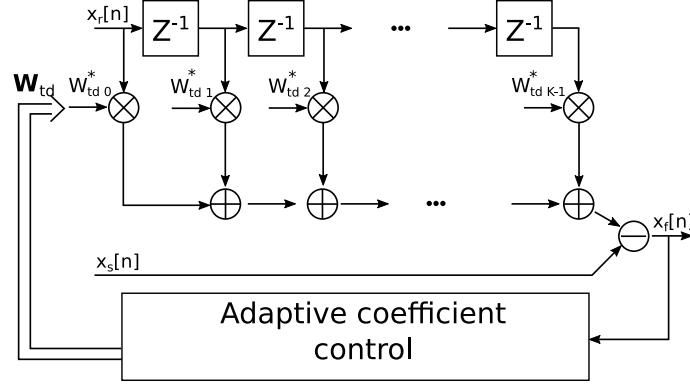 x_r[n] Z^-1 Z^-1 ••• Z^-1
W_td W*_td 0 W*_td 1 W*_td 2 W*_td K-1
•••
x_f[n]
x_s[n]
Adaptive coefficient
control